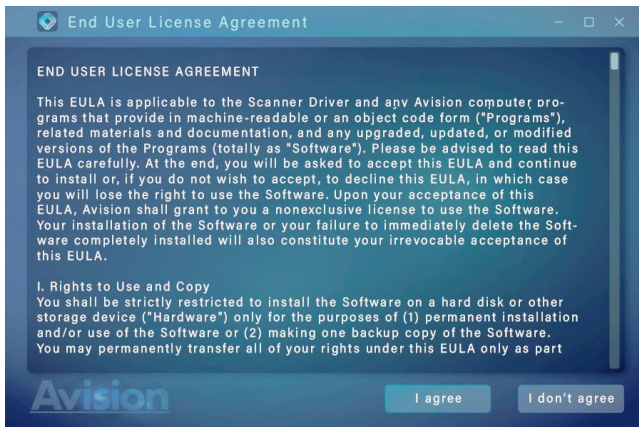 End User License Agreement
END USER LICENSE AGREEMENT
This EULA is applicable to the Scanner Driver and any Avision computer pro-
grams that provide in machine-readable or an object code form ("Programs"),
related materials and documentation, and any upgraded, updated, or modified
versions of the Programs (totally as "Software"). Please be advised to read this
EULA carefully. At the end, you will be asked to accept this EULA and continue
to install or, if you do not wish to accept, to decline this EULA, in which case
you will lose the right to use the Software. Upon your acceptance of this
EULA, Avision shall grant to you a nonexclusive license to use the Software.
Your installation of the Software or your failure to immediately delete the Soft-
ware completely installed will also constitute your irrevocable acceptance of
this EULA.
I. Rights to Use and Copy
You shall be strictly restricted to install the Software on a hard disk or other
storage device ("Hardware") only for the purposes of (1) permanent installation
and/or use of the Software or (2) making one backup copy of the Software.
You may permanently transfer all of your rights under this EULA only as part
Avision
I agree
I don't agree